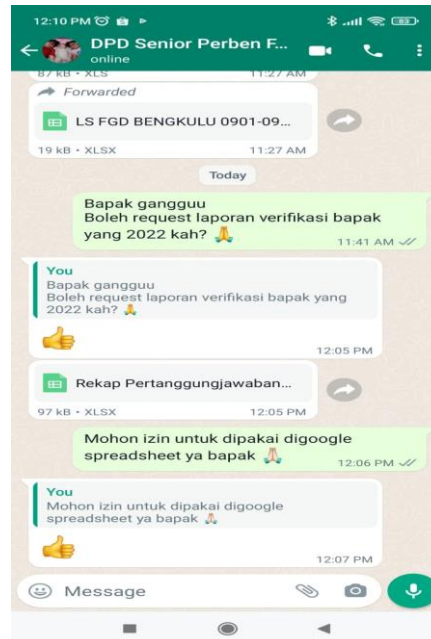 12:10 PM
DPD Senior Perben F...
online
87 kB • XLS 11:27 AM
Forwarded
LS FGD BENGKULU 0901-09...
19 kB • XLSX 11:27 AM
Today
Bapak gangguu
Boleh request laporan verifikasi bapak
yang 2022 kah? 🙏
11:41 AM
You
Bapak gangguu
Boleh request laporan verifikasi bapak yang
2022 kah? 🙏
👍
12:05 PM
Rekap Pertanggungjawaban...
97 kB • XLSX 12:05 PM
Mohon izin untuk dipakai digoogle
spreadsheet ya bapak 🙏
12:06 PM
You
Mohon izin untuk dipakai digoogle
spreadsheet ya bapak 🙏
👍
12:07 PM
Message